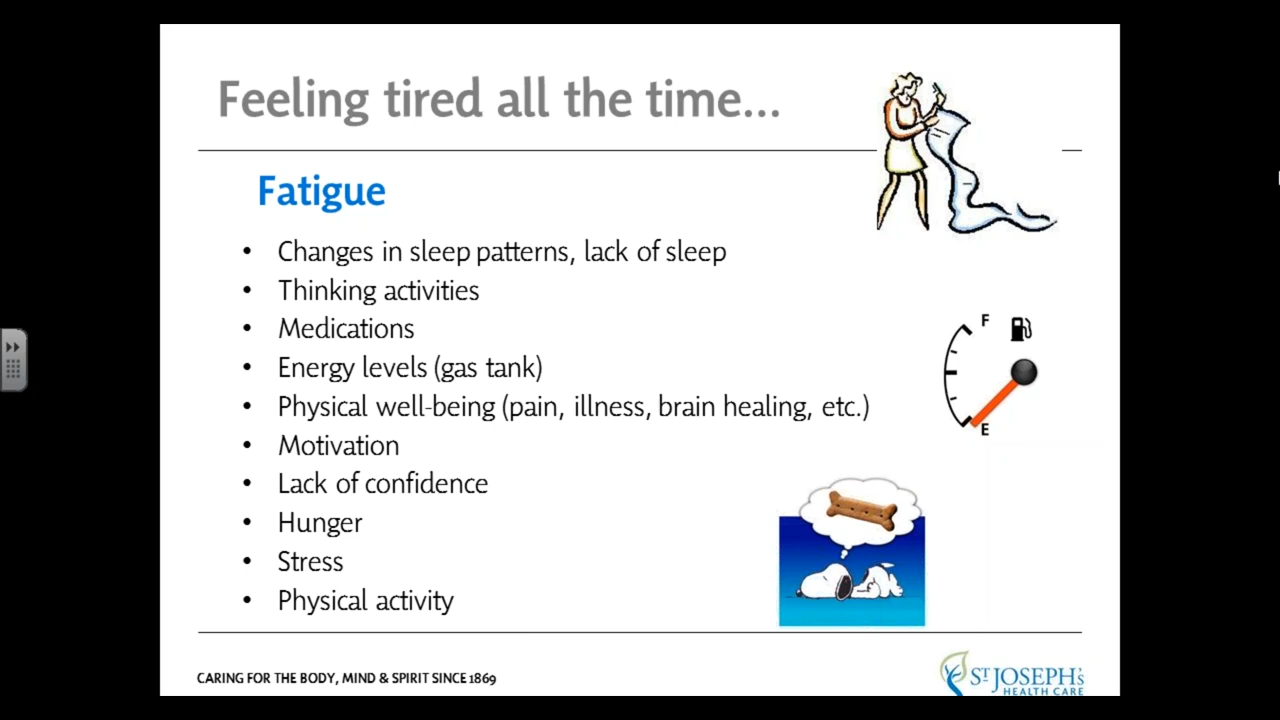 Feeling tired all the time...
Fatigue
• Changes in sleep patterns, lack of sleep
• Thinking activities
• Medications
• Energy levels (gas tank)
• Physical well-being (pain, illness, brain healing, etc.)
• Motivation
• Lack of confidence
• Hunger
• Stress
• Physical activity
F
E
CARING FOR THE BODY, MIND & SPIRIT SINCE 1869
ST JOSEPH'S
HEALTH CARE